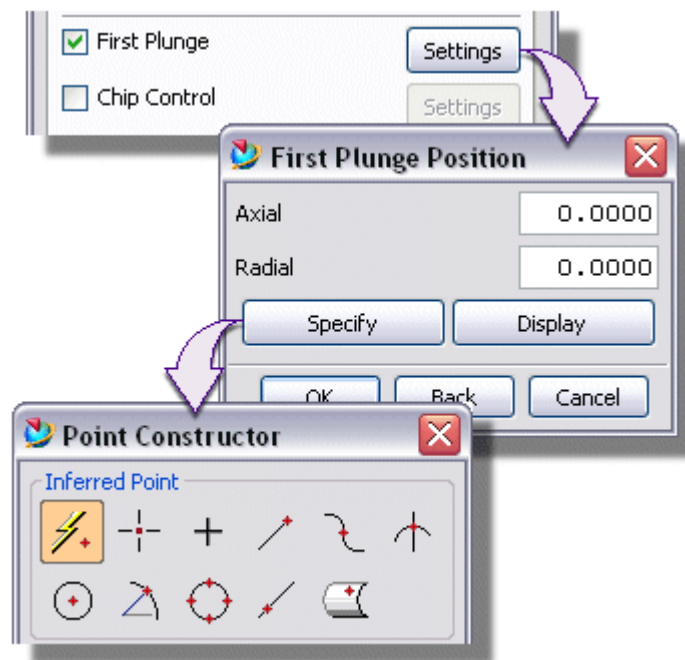 First Plunge Settings
Chip Control Settings
First Plunge Position
Axial 0.0000
Radial 0.0000
Specify Display
OK Back Cancel
Point Constructor
Inferred Point